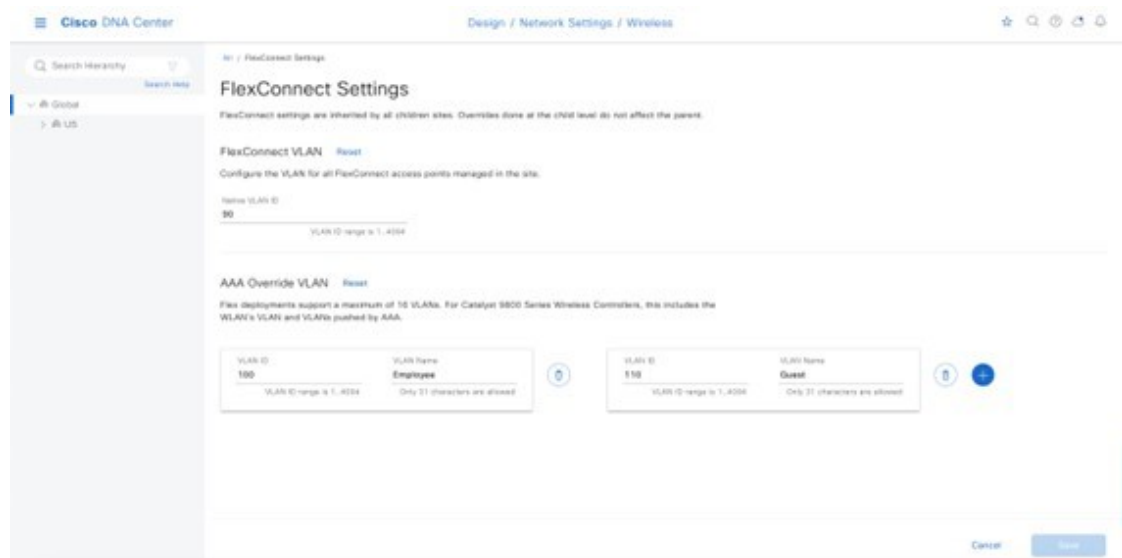 Cisco DNA Center
Design / Network Settings / Wireless
Search Hierarchy
Search Help
Global
US
All / FlexConnect Settings
FlexConnect Settings
FlexConnect settings are inherited by all children sites. Overrides done at the child level do not affect the parent.
FlexConnect VLAN Reset
Configure the VLAN for all FlexConnect access points managed in the site.
Native VLAN ID
90
VLAN ID range is 1..4094
AAA Override VLAN Reset
Flex deployments support a maximum of 16 VLANs. For Catalyst 9800 Series Wireless Controllers, this includes the
WLAN's VLAN and VLANs pushed by AAA.
VLAN ID VLAN Name
100 Employee
VLAN ID range is 1..4094 Only 31 characters are allowed
VLAN ID VLAN Name
110 Guest
VLAN ID range is 1..4094 Only 31 characters are allowed
Cancel Save